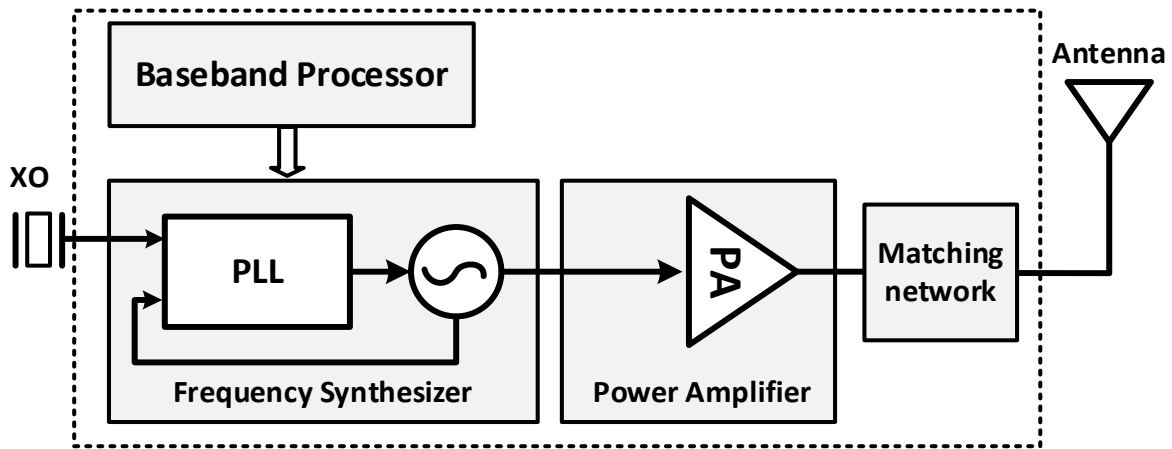 Baseband Processor
Antenna
XO
PLL
PA
Matching
network
Frequency Synthesizer
Power Amplifier